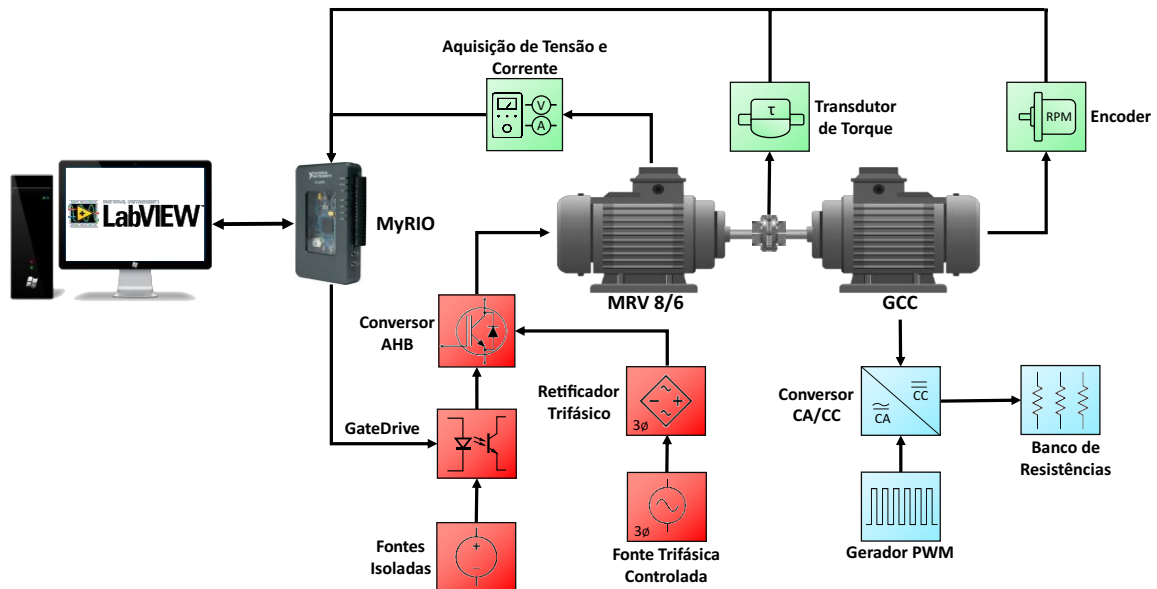 Aquisição de Tensão e
Corrente
V
A
τ
Transdutor
de Torque
RPM
Encoder
LabVIEW
MyRIO
MRV 8/6
GCC
Conversor
AHB
Retificador
Trifásico
3ø
Conversor
CA/CC
CC
CA
Banco de
Resistências
GateDrive
Fontes
Isoladas
3ø
Fonte Trifásica
Controlada
Gerador PWM